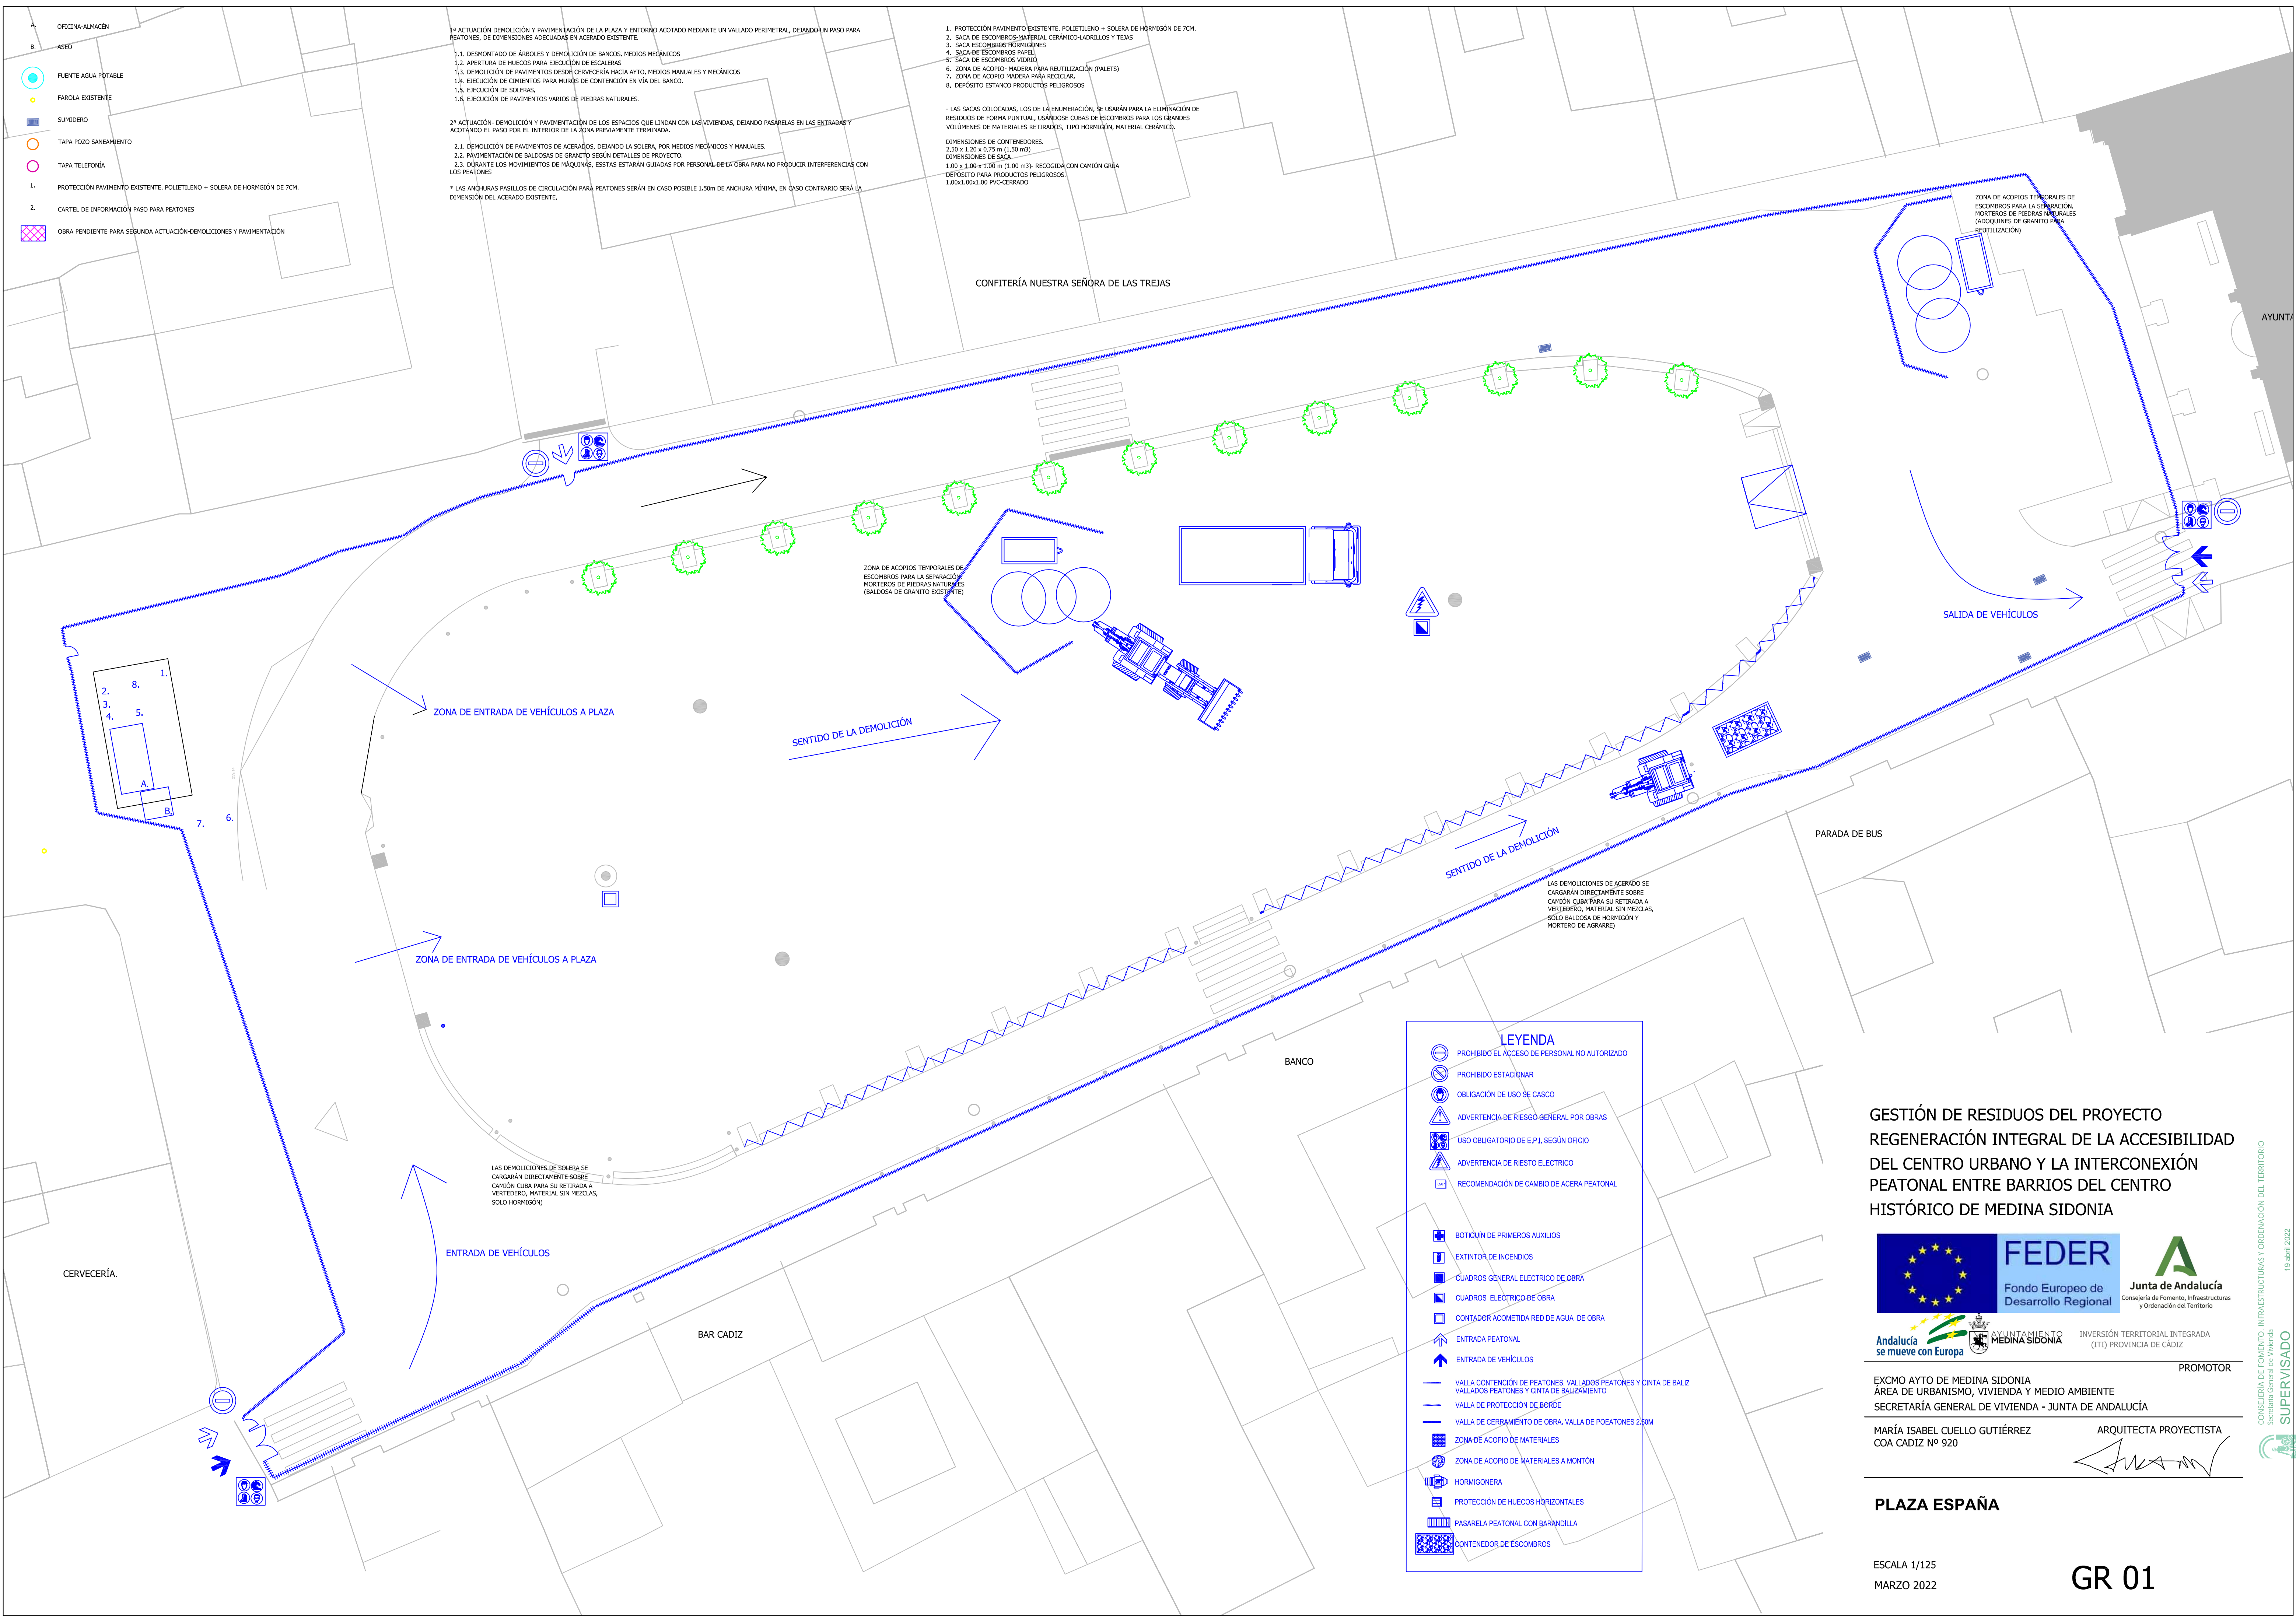 A. OFICINA-ALMACÉN
B. ASEO
FUENTE AGUA POTABLE
FAROLA EXISTENTE
SUMIDERO
TAPA POZO SANEAMIENTO
TAPA TELEFONÍA
1. PROTECCIÓN PAVIMENTO EXISTENTE. POLIETILENO + SOLERA DE HORMGIÓN DE 7CM.
2. CARTEL DE INFORMACIÓN PASO PARA PEATONES
OBRA PENDIENTE PARA SEGUNDA ACTUACIÓN-DEMOLICIONES Y PAVIMENTACIÓN
1ª ACTUACIÓN DEMOLICIÓN Y PAVIMENTACIÓN DE LA PLAZA Y ENTORNO ACOTADO MEDIANTE UN VALLADO PERIMETRAL, DEJANDO UN PASO PARA
PEATONES, DE DIMENSIONES ADECUADAS EN ACERADO EXISTENTE.
1.1. DESMONTADO DE ÁRBOLES Y DEMOLICIÓN DE BANCOS. MEDIOS MECÁNICOS
1.2. APERTURA DE HUECOS PARA EJECUCIÓN DE ESCALERAS
1.3. DEMOLICIÓN DE PAVIMENTOS DESDE CERVECERÍA HACIA AYTO. MEDIOS MANUALES Y MECÁNICOS
1.4. EJECUCIÓN DE CIMIENTOS PARA MUROS DE CONTENCIÓN EN VÍA DEL BANCO.
1.5. EJECUCIÓN DE SOLERAS.
1.6. EJECUCIÓN DE PAVIMENTOS VARIOS DE PIEDRAS NATURALES.
2ª ACTUACIÓN- DEMOLICIÓN Y PAVIMENTACIÓN DE LOS ESPACIOS QUE LINDAN CON LAS VIVIENDAS, DEJANDO PASARELAS EN LAS ENTRADAS Y
ACOTANDO EL PASO POR EL INTERIOR DE LA ZONA PREVIAMENTE TERMINADA.
2.1. DEMOLICIÓN DE PAVIMENTOS DE ACERADOS, DEJANDO LA SOLERA, POR MEDIOS MECÁNICOS Y MANUALES.
2.2. PAVIMENTACIÓN DE BALDOSAS DE GRANITO SEGÚN DETALLES DE PROYECTO.
2.3. DURANTE LOS MOVIMIENTOS DE MÁQUINAS, ESSTAS ESTARÁN GUIADAS POR PERSONAL DE LA OBRA PARA NO PRODUCIR INTERFERENCIAS CON
LOS PEATONES
* LAS ANCHURAS PASILLOS DE CIRCULACIÓN PARA PEATONES SERÁN EN CASO POSIBLE 1.50m DE ANCHURA MÍNIMA, EN CASO CONTRARIO SERÁ LA
DIMENSIÓN DEL ACERADO EXISTENTE.
1. PROTECCIÓN PAVIMENTO EXISTENTE. POLIETILENO + SOLERA DE HORMIGÓN DE 7CM.
2. SACA DE ESCOMBROS-MATERIAL CERÁMICO-LADRILLOS Y TEJAS
3. SACA ESCOMBROS HORMIGONES
4. SACA DE ESCOMBROS PAPEL
5. SACA DE ESCOMBROS VIDRIO
6. ZONA DE ACOPIO- MADERA PARA REUTILIZACIÓN (PALETS)
7. ZONA DE ACOPIO MADERA PARA RECICLAR.
8. DEPÓSITO ESTANCO PRODUCTOS PELIGROSOS
- LAS SACAS COLOCADAS, LOS DE LA ENUMERACIÓN, SE USARÁN PARA LA ELIMINACIÓN DE
RESIDUOS DE FORMA PUNTUAL, USÁNDOSE CUBAS DE ESCOMBROS PARA LOS GRANDES
VOLÚMENES DE MATERIALES RETIRADOS, TIPO HORMIGÓN, MATERIAL CERÁMICO.
DIMENSIONES DE CONTENEDORES.
2,50 x 1.20 x 0,75 m (1,50 m3)
DIMENSIONES DE SACA
1.00 x 1.00 x 1.00 m (1.00 m3)- RECOGIDA CON CAMIÓN GRÚA
DEPÓSITO PARA PRODUCTOS PELIGROSOS.
1.00x1.00x1.00 PVC-CERRADO
ZONA DE ACOPIOS TEMPORALES DE
ESCOMBROS PARA LA SEPARACIÓN.
MORTEROS DE PIEDRAS NATURALES
(ADOQUINES DE GRANITO PARA
REUTILIZACIÓN)
CONFITERÍA NUESTRA SEÑORA DE LAS TREJAS
AYUNTA
ZONA DE ACOPIOS TEMPORALES DE
ESCOMBROS PARA LA SEPARACIÓN.
MORTEROS DE PIEDRAS NATURALES
(BALDOSA DE GRANITO EXISTENTE)
SALIDA DE VEHÍCULOS
1.
8.
2.
3.
4.
5.
A.
B.
7.
6.
ZONA DE ENTRADA DE VEHÍCULOS A PLAZA
SENTIDO DE LA DEMOLICIÓN
PARADA DE BUS
SENTIDO DE LA DEMOLICIÓN
LAS DEMOLICIONES DE ACERADO SE
CARGARÁN DIRECTAMENTE SOBRE
CAMIÓN CUBA PARA SU RETIRADA A
VERTEDERO, MATERIAL SIN MEZCLAS,
SOLO BALDOSA DE HORMIGÓN Y
MORTERO DE AGRARRE)
ZONA DE ENTRADA DE VEHÍCULOS A PLAZA
BANCO
LAS DEMOLICIONES DE SOLERA SE
CARGARÁN DIRECTAMENTE SOBRE
CAMIÓN CUBA PARA SU RETIRADA A
VERTEDERO, MATERIAL SIN MEZCLAS,
SOLO HORMIGÓN)
ENTRADA DE VEHÍCULOS
CERVECERÍA.
BAR CADIZ
LEYENDA
PROHIBIDO EL ACCESO DE PERSONAL NO AUTORIZADO
PROHIBIDO ESTACIONAR
OBLIGACIÓN DE USO SE CASCO
ADVERTENCIA DE RIESGO GENERAL POR OBRAS
USO OBLIGATORIO DE E.P.I. SEGÚN OFICIO
ADVERTENCIA DE RIESTO ELECTRICO
RECOMENDACIÓN DE CAMBIO DE ACERA PEATONAL
BOTIQUÍN DE PRIMEROS AUXILIOS
EXTINTOR DE INCENDIOS
CUADROS GENERAL ELECTRICO DE OBRA
CUADROS ELECTRICO DE OBRA
CONTADOR ACOMETIDA RED DE AGUA DE OBRA
ENTRADA PEATONAL
ENTRADA DE VEHÍCULOS
VALLA CONTENCIÓN DE PEATONES. VALLADOS PEATONES Y CINTA DE BALIZ
VALLADOS PEATONES Y CINTA DE BALIZAMIENTO
VALLA DE PROTECCIÓN DE BORDE
VALLA DE CERRAMIENTO DE OBRA. VALLA DE POEATONES 2.50M
ZONA DE ACOPIO DE MATERIALES
ZONA DE ACOPIO DE MATERIALES A MONTÓN
HORMIGONERA
PROTECCIÓN DE HUECOS HORIZONTALES
PASARELA PEATONAL CON BARANDILLA
CONTENEDOR DE ESCOMBROS
GESTIÓN DE RESIDUOS DEL PROYECTO
REGENERACIÓN INTEGRAL DE LA ACCESIBILIDAD
DEL CENTRO URBANO Y LA INTERCONEXIÓN
PEATONAL ENTRE BARRIOS DEL CENTRO
HISTÓRICO DE MEDINA SIDONIA
FEDER
Fondo Europeo de
Desarrollo Regional
Junta de Andalucía
Consejería de Fomento, Infraestructuras
y Ordenación del Territorio
Andalucía
se mueve con Europa
AYUNTAMIENTO
MEDINA SIDONIA
INVERSIÓN TERRITORIAL INTEGRADA
(ITI) PROVINCIA DE CÁDIZ
PROMOTOR
EXCMO AYTO DE MEDINA SIDONIA
ÁREA DE URBANISMO, VIVIENDA Y MEDIO AMBIENTE
SECRETARÍA GENERAL DE VIVIENDA - JUNTA DE ANDALUCÍA
MARÍA ISABEL CUELLO GUTIÉRREZ
COA CADIZ Nº 920
ARQUITECTA PROYECTISTA
PLAZA ESPAÑA
ESCALA 1/125
MARZO 2022
GR 01
CONSEJERÍA DE FOMENTO, INFRAESTRUCTURAS Y ORDENACIÓN DEL TERRITORIO
Secretaría General de Vivienda
SUPERVISADO
19 abril 2022